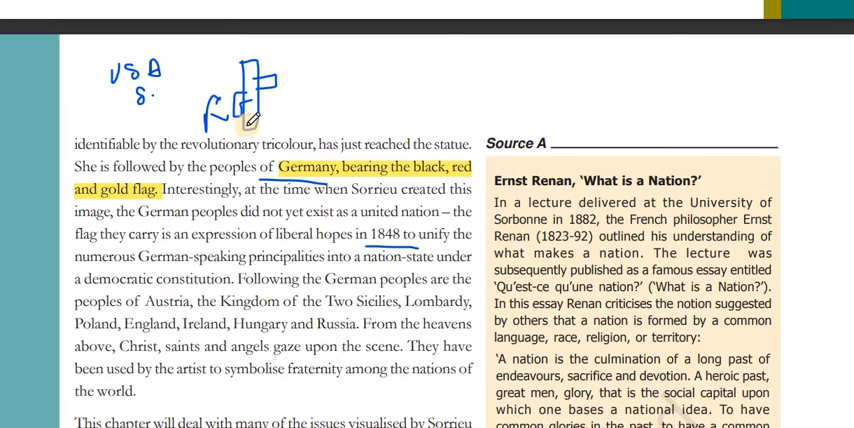 USA
S.
identifiable by the revolutionary tricolour, has just reached the statue.
She is followed by the peoples of Germany, bearing the black, red
and gold flag. Interestingly, at the time when Sorrieu created this
image, the German peoples did not yet exist as a united nation – the
flag they carry is an expression of liberal hopes in 1848 to unify the
numerous German-speaking principalities into a nation-state under
a democratic constitution. Following the German peoples are the
peoples of Austria, the Kingdom of the Two Sicilies, Lombardy,
Poland, England, Ireland, Hungary and Russia. From the heavens
above, Christ, saints and angels gaze upon the scene. They have
been used by the artist to symbolise fraternity among the nations of
the world.
This chapter will deal with many of the issues visualised by Sorrieu
Source A
Ernst Renan, ‘What is a Nation?’
In a lecture delivered at the University of
Sorbonne in 1882, the French philosopher Ernst
Renan (1823-92) outlined his understanding of
what makes a nation. The lecture was
subsequently published as a famous essay entitled
‘Qu’est-ce qu’une nation?’ (‘What is a Nation?’).
In this essay Renan criticises the notion suggested
by others that a nation is formed by a common
language, race, religion, or territory:
‘A nation is the culmination of a long past of
endeavours, sacrifice and devotion. A heroic past,
great men, glory, that is the social capital upon
which one bases a national idea. To have
common glories in the past, to have a common